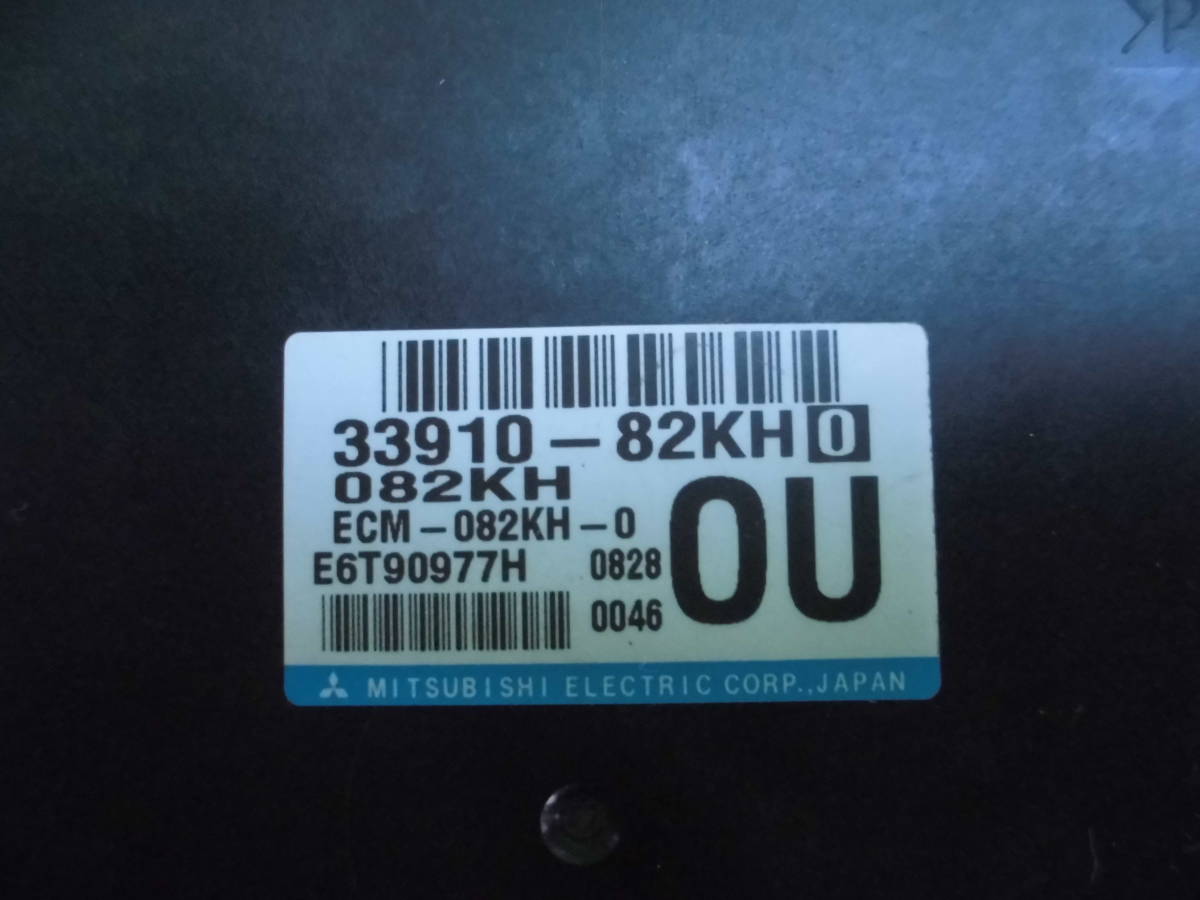 33910-82KH0
082KH
ECM-082KH-0
E6T90977H 0828
0046
0U
MITSUBISHI ELECTRIC CORP.,JAPAN